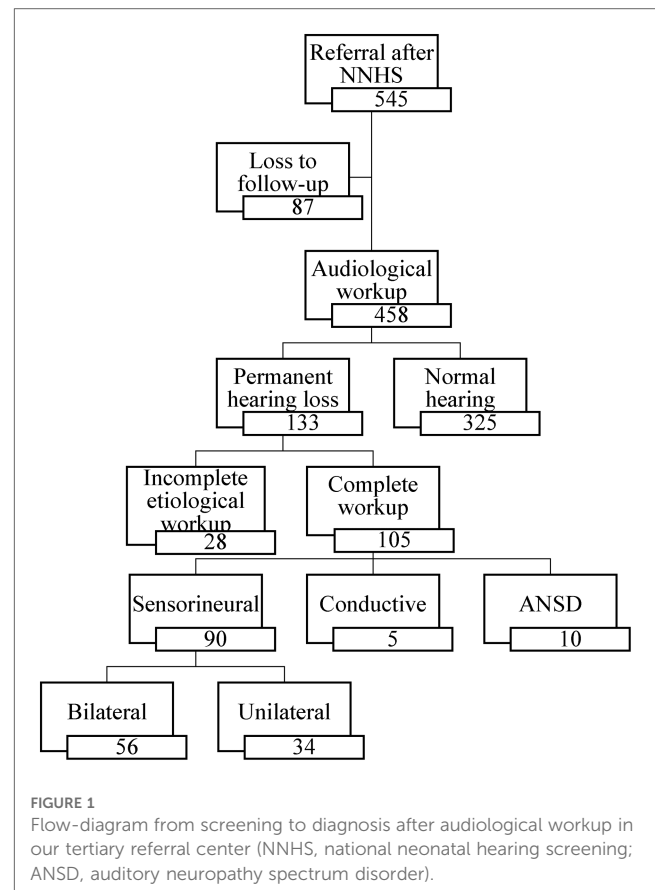 Referral after
NNHS
545
Loss to
follow-up
87
Audiological
workup
458
Permanent
hearing loss
133
Normal
hearing
325
Incomplete
etiological
workup
28
Complete
workup
105
Sensorineural
90
Conductive
5
ANSD
10
Bilateral
56
Unilateral
34
FIGURE 1
Flow-diagram from screening to diagnosis after audiological workup in
our tertiary referral center (NNHS, national neonatal hearing screening;
ANSD, auditory neuropathy spectrum disorder).